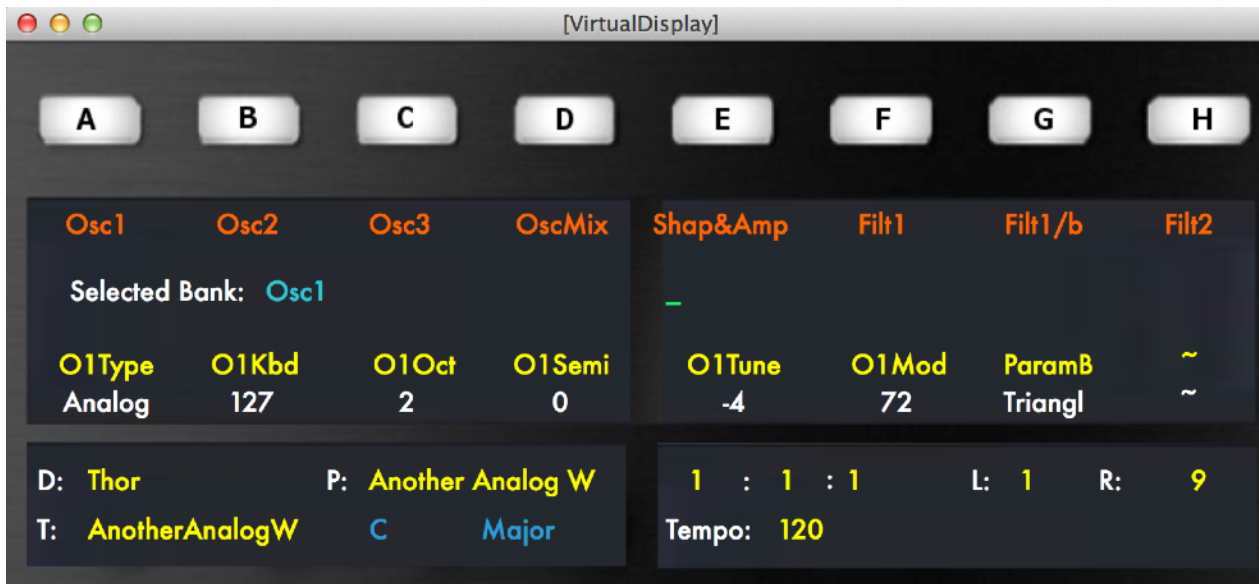 [VirtualDisplay]
A B C D E F G H
Osc1 Osc2 Osc3 OscMix Shap&Amp Filt1 Filt1/b Filt2
Selected Bank: Osc1 _
O1Type O1Kbd O1Oct O1Semi O1Tune O1Mod ParamB ~
Analog 127 2 0 -4 72 Triangl ~
D: Thor P: Another Analog W 1 : 1 : 1 L: 1 R: 9
T: AnotherAnalogW C Major Tempo: 120